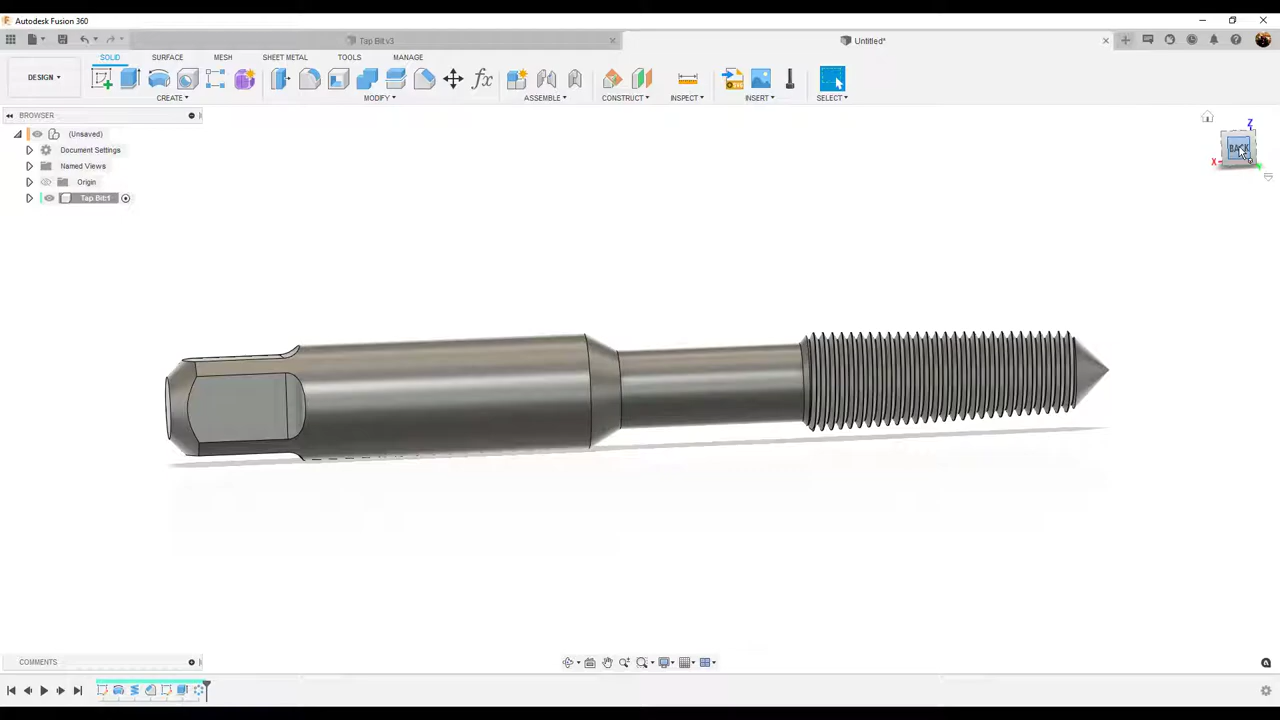 Autodesk Fusion 360
Tap Bit v3
Untitled*
SOLID
SURFACE
MESH
SHEET METAL
TOOLS
MANAGE
DESIGN
CREATE
MODIFY
ASSEMBLE
CONSTRUCT
INSPECT
INSERT
SELECT
BROWSER
(Unsaved)
Document Settings
Named Views
Origin
Tap Bit:1
Z
BACK
X
COMMENTS